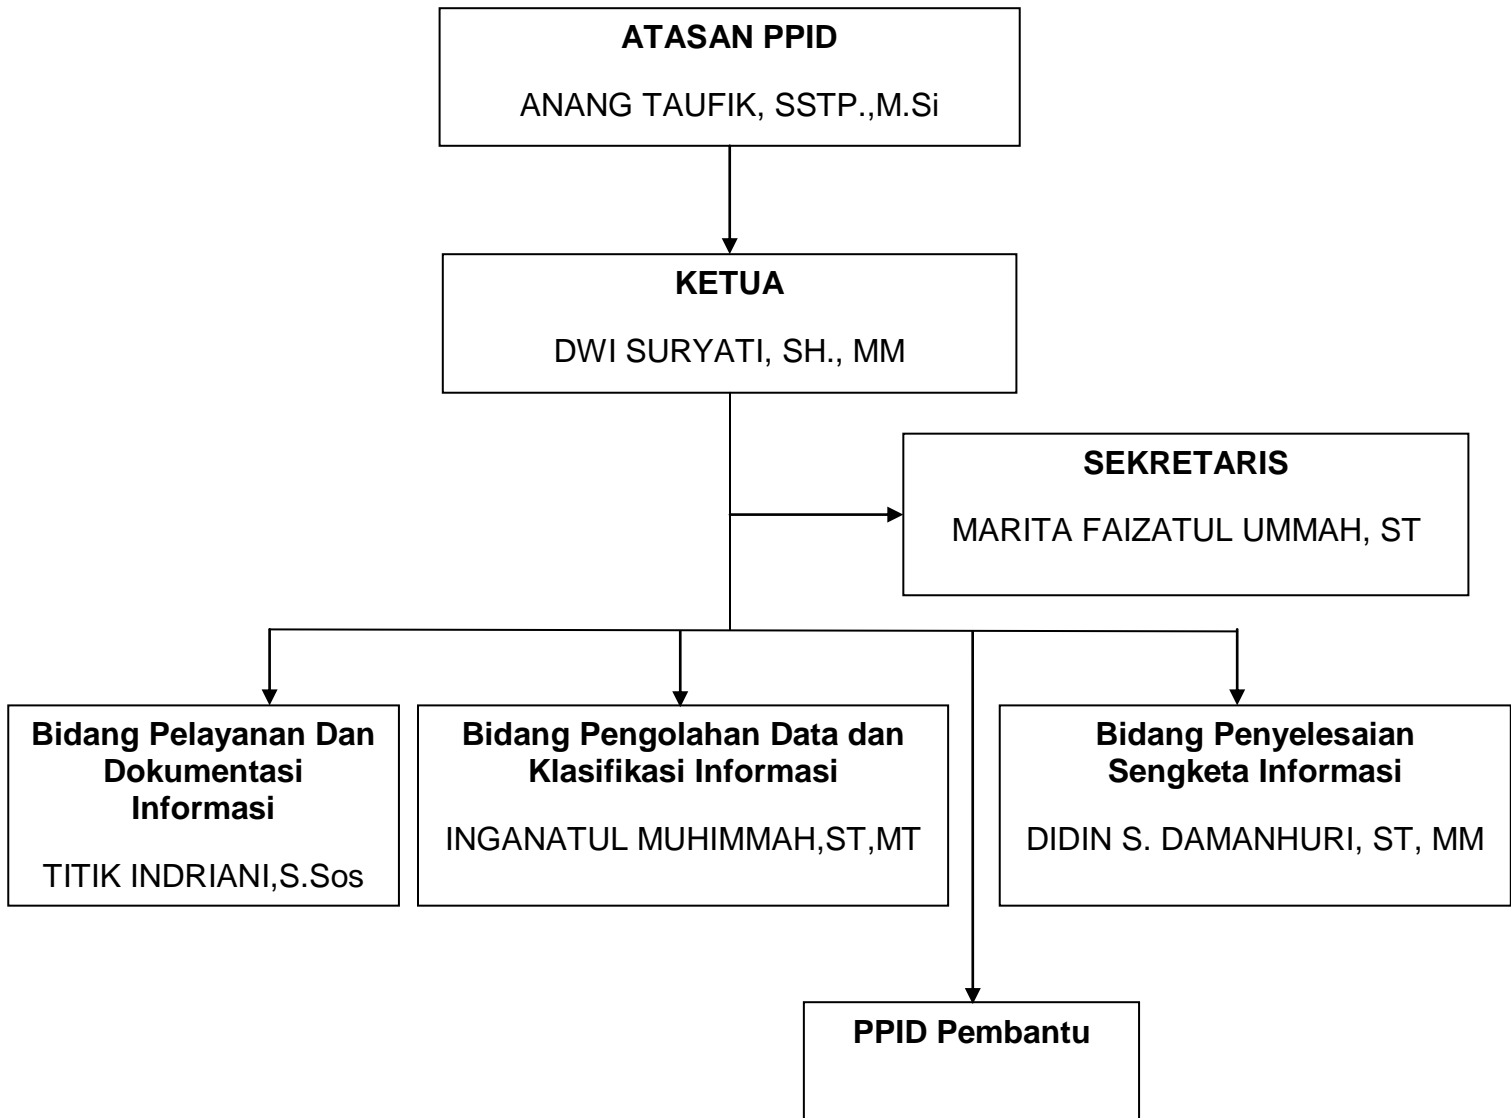 ATASAN PPID
ANANG TAUFIK, SSTP.,M.Si
KETUA
DWI SURYATI, SH., MM
SEKRETARIS
MARITA FAIZATUL UMMAH, ST
Bidang Pelayanan Dan
Dokumentasi
Informasi
TITIK INDRIANI,S.Sos
Bidang Pengolahan Data dan
Klasifikasi Informasi
INGANATUL MUHIMMAH,ST,MT
Bidang Penyelesaian
Sengketa Informasi
DIDIN S. DAMANHURI, ST, MM
PPID Pembantu